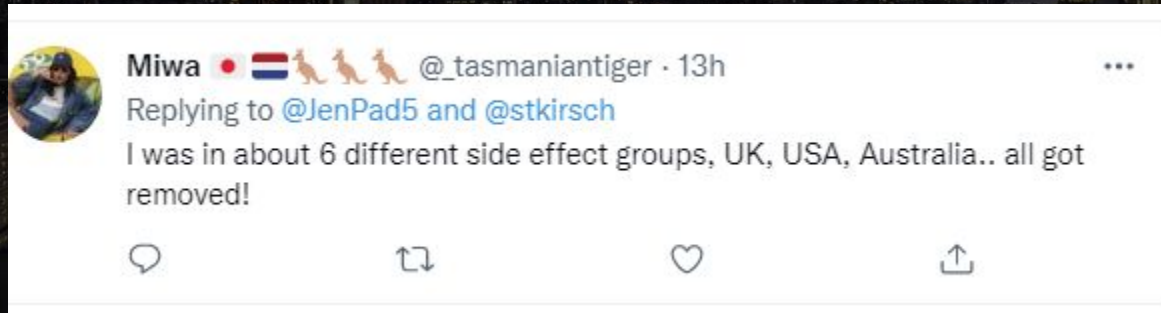 Miwa 🇯🇵 🇳🇱🦘🦘🦘 @_tasmaniantiger · 13h
Replying to @JenPad5 and @stkirsch
I was in about 6 different side effect groups, UK, USA, Australia.. all got
removed!